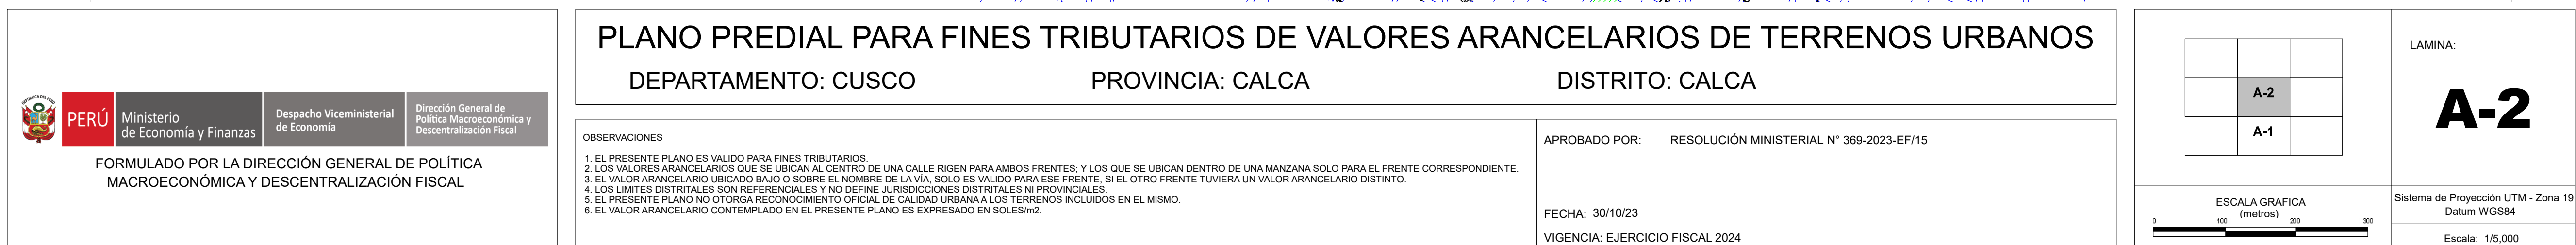 REPÚBLICA DEL PERÚ
PERÚ
Ministerio
de Economía y Finanzas
Despacho Viceministerial
de Economía
Dirección General de
Política Macroeconómica y
Descentralización Fiscal
FORMULADO POR LA DIRECCIÓN GENERAL DE POLÍTICA
MACROECONÓMICA Y DESCENTRALIZACIÓN FISCAL
PLANO PREDIAL PARA FINES TRIBUTARIOS DE VALORES ARANCELARIOS DE TERRENOS URBANOS
DEPARTAMENTO: CUSCO PROVINCIA: CALCA DISTRITO: CALCA
OBSERVACIONES
1. EL PRESENTE PLANO ES VALIDO PARA FINES TRIBUTARIOS.
2. LOS VALORES ARANCELARIOS QUE SE UBICAN AL CENTRO DE UNA CALLE RIGEN PARA AMBOS FRENTES; Y LOS QUE SE UBICAN DENTRO DE UNA MANZANA SOLO PARA EL FRENTE CORRESPONDIENTE.
3. EL VALOR ARANCELARIO UBICADO BAJO O SOBRE EL NOMBRE DE LA VÍA, SOLO ES VALIDO PARA ESE FRENTE, SI EL OTRO FRENTE TUVIERA UN VALOR ARANCELARIO DISTINTO.
4. LOS LIMITES DISTRITALES SON REFERENCIALES Y NO DEFINE JURISDICCIONES DISTRITALES NI PROVINCIALES.
5. EL PRESENTE PLANO NO OTORGA RECONOCIMIENTO OFICIAL DE CALIDAD URBANA A LOS TERRENOS INCLUIDOS EN EL MISMO.
6. EL VALOR ARANCELARIO CONTEMPLADO EN EL PRESENTE PLANO ES EXPRESADO EN SOLES/m2.
APROBADO POR: RESOLUCIÓN MINISTERIAL N° 369-2023-EF/15
FECHA: 30/10/23
VIGENCIA: EJERCICIO FISCAL 2024
A-2
A-1
ESCALA GRAFICA
(metros)
0 100 200 300
LAMINA:
A-2
Sistema de Proyección UTM - Zona 19
Datum WGS84
Escala: 1/5,000